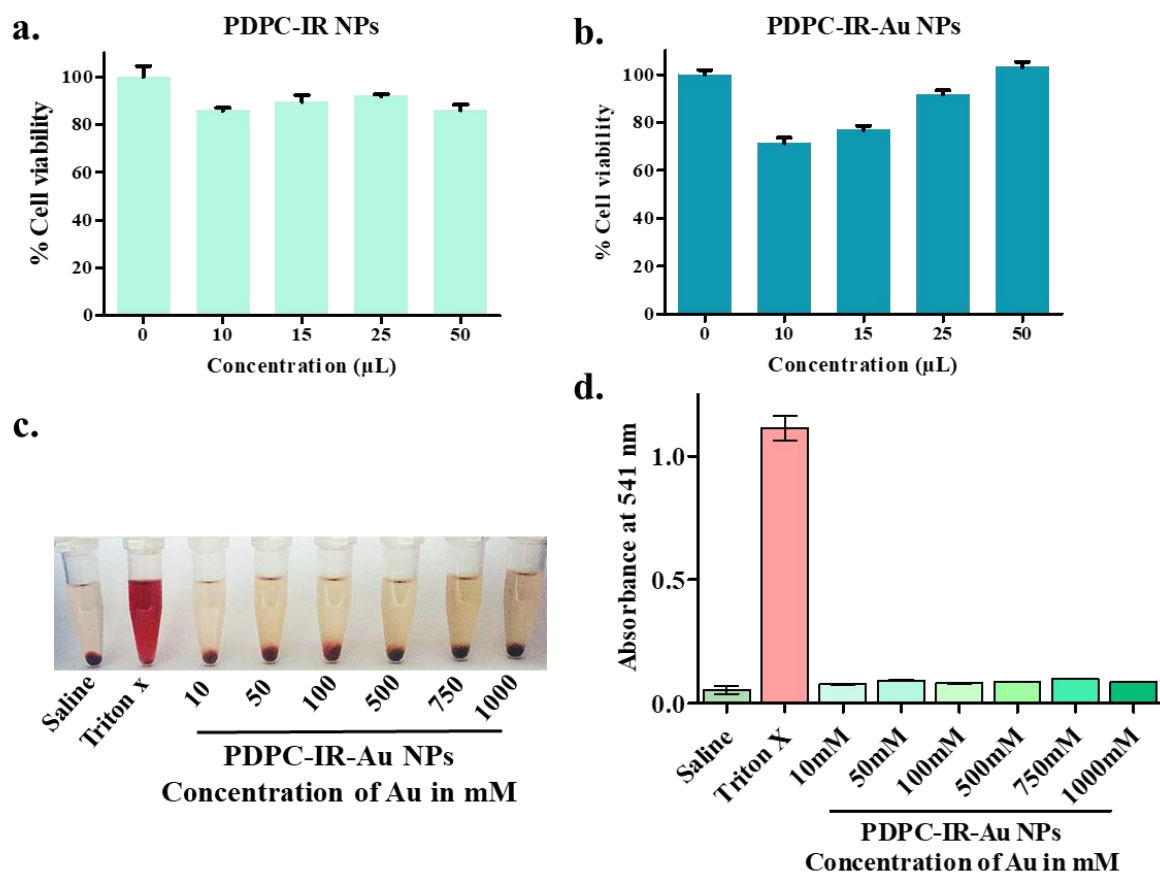 a.
PDPC-IR NPs
% Cell viability
100
80
60
40
20
0
0 10 15 25 50
Concentration (µL)
b.
PDPC-IR-Au NPs
% Cell viability
100
80
60
40
20
0
0 10 15 25 50
Concentration (µL)
c.
Saline Triton x 10 50 100 500 750 1000
PDPC-IR-Au NPs
Concentration of Au in mM
d.
Absorbance at 541 nm
1.0
0.5
0.0
Saline Triton X 10mM 50mM 100mM 500mM 750mM 1000mM
PDPC-IR-Au NPs
Concentration of Au in mM